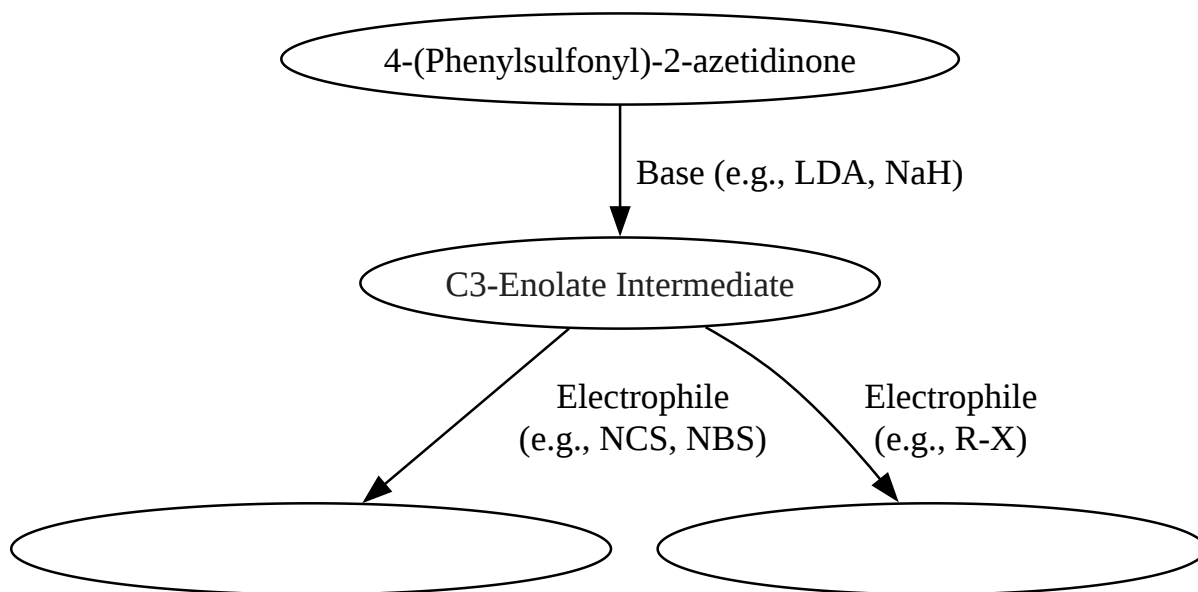 4-(Phenylsulfonyl)-2-azetidinone
Base (e.g., LDA, NaH)
C3-Enolate Intermediate
Electrophile
(e.g., NCS, NBS)
Electrophile
(e.g., R-X)